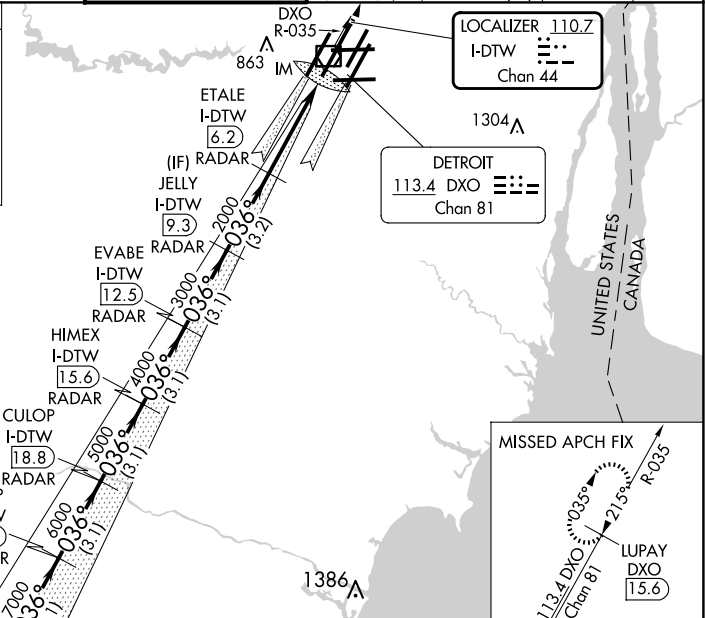 DXO
R-035
863
IM
LOCALIZER 110.7
I-DTW
Chan 44
ETALE
I-DTW
6.2
RADAR
1304
DETROIT
113.4 DXO
Chan 81
(IF)
JELLY
I-DTW
9.3
RADAR
2000
036°
(3.2)
EVABE
I-DTW
12.5
RADAR
3000
036°
(3.1)
HIMEX
I-DTW
15.6
RADAR
4000
036°
(3.1)
CULOP
I-DTW
18.8
RADAR
5000
036°
(3.1)
6000
036°
(3.1)
R
7000
UNITED STATES
CANADA
1386
MISSED APCH FIX
R-035
035°
215°
LUPAY
DXO
15.6
113.4 DXO
Chan 81